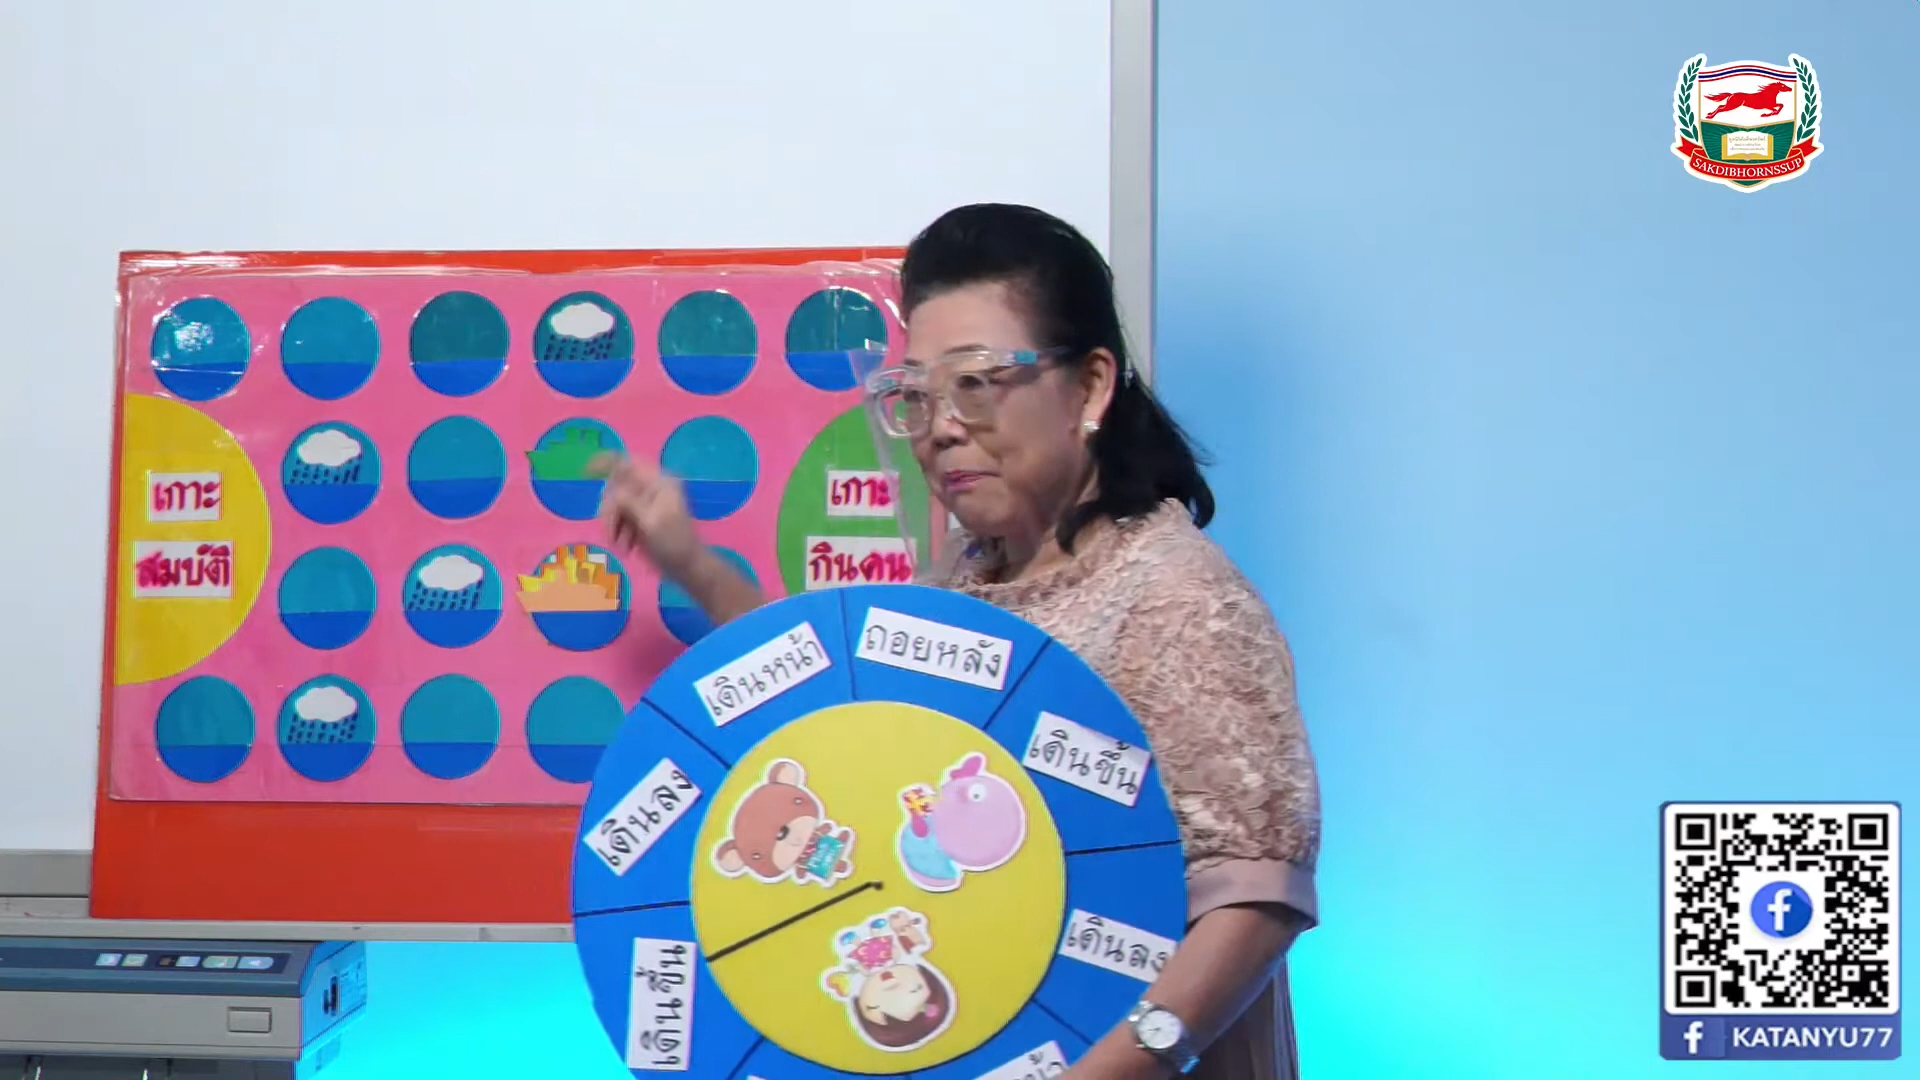 SAKDIBHORNSSUP
เกาะ
สมบัติ
เกาะ
กินคน
เดินหน้า
ถอยหลัง
เดินขึ้น
เดินลง
เดินลง
เดินขึ้น
f KATANYU77